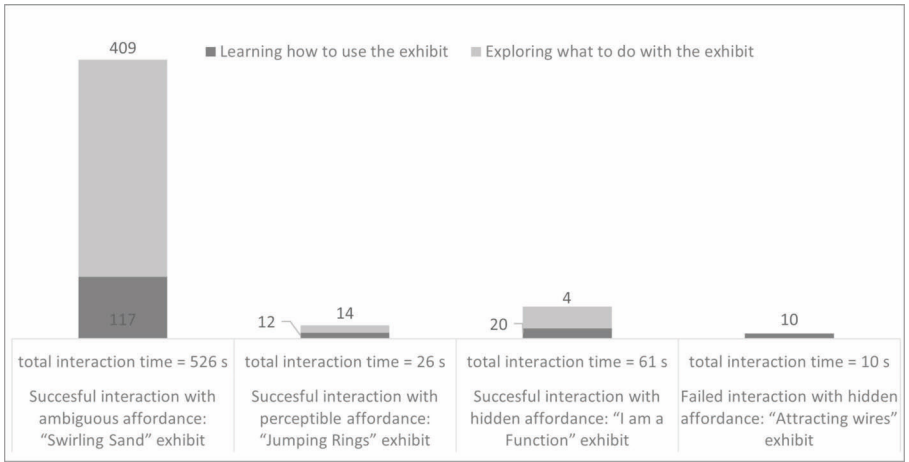 409
Learning how to use the exhibit
Exploring what to do with the exhibit
117
12
14
20
4
10
total interaction time = 526 s
total interaction time = 26 s
total interaction time = 61 s
total interaction time = 10 s
Succesful interaction with
ambiguous affordance:
“Swirling Sand” exhibit
Succesful interaction with
perceptible affordance:
“Jumping Rings” exhibit
Succesful interaction with
hidden affordance: “I am a
Function” exhibit
Failed interaction with hidden
affordance: “Attracting wires”
exhibit